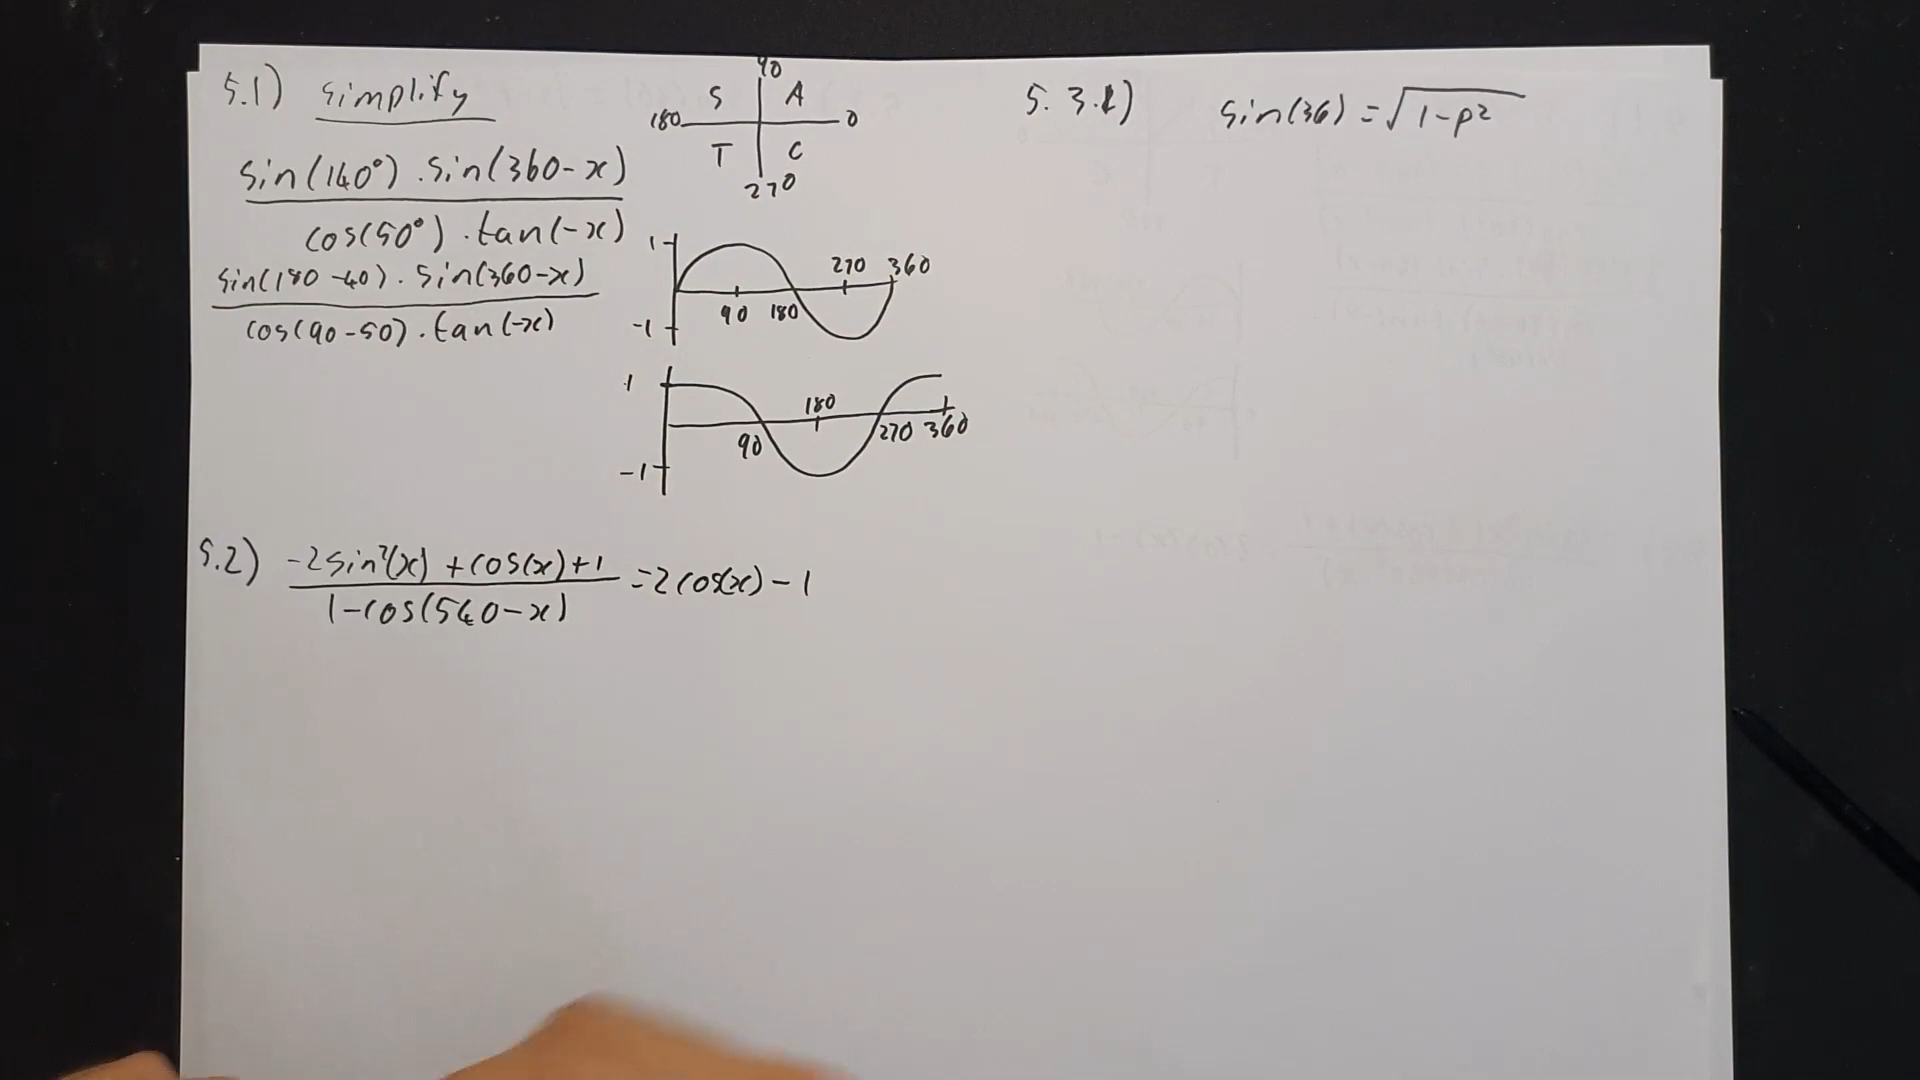 5.1) simplify
sin(140°) . sin(360-x)
cos(50°) . tan(-x)
sin(180-40) . sin(360-x)
cos(90-50) . tan(-x)
90
S A
180 0
T C
270
1
270 360
90 180
-1
1
180
90 270 360
-1
5.2) -2sin²(x) + cos(x) + 1 = 2cos(x) - 1
1-cos(540-x)
5.3.1) sin(36) = √1-p²